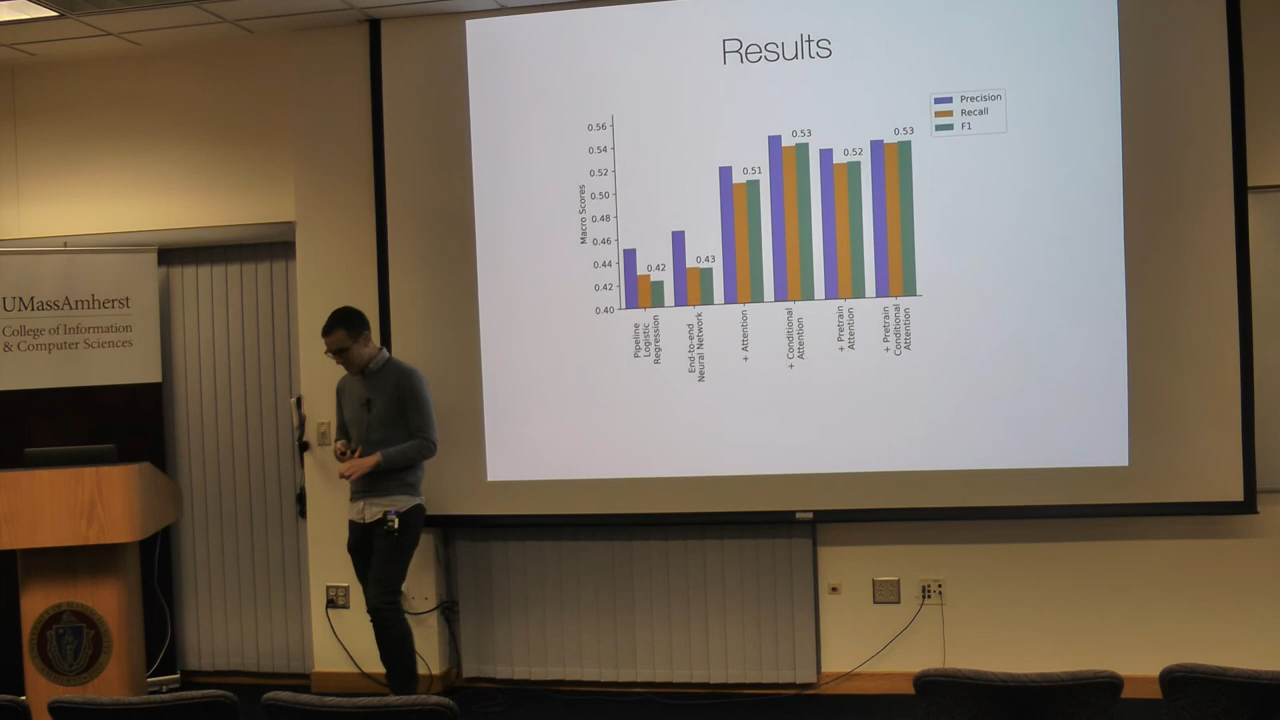 Results
Precision
Recall
F1
0.56
0.54
0.52
0.50
0.48
0.46
0.44
0.42
0.40
Macro Scores
0.42
0.43
0.51
0.53
0.52
0.53
Pipeline
Logistic
Regression
End-to-end
Neural Network
+ Attention
+ Conditional
Attention
+ Pretrain
Attention
+ Pretrain
Conditional
Attention
UMassAmherst
College of Information
& Computer Sciences